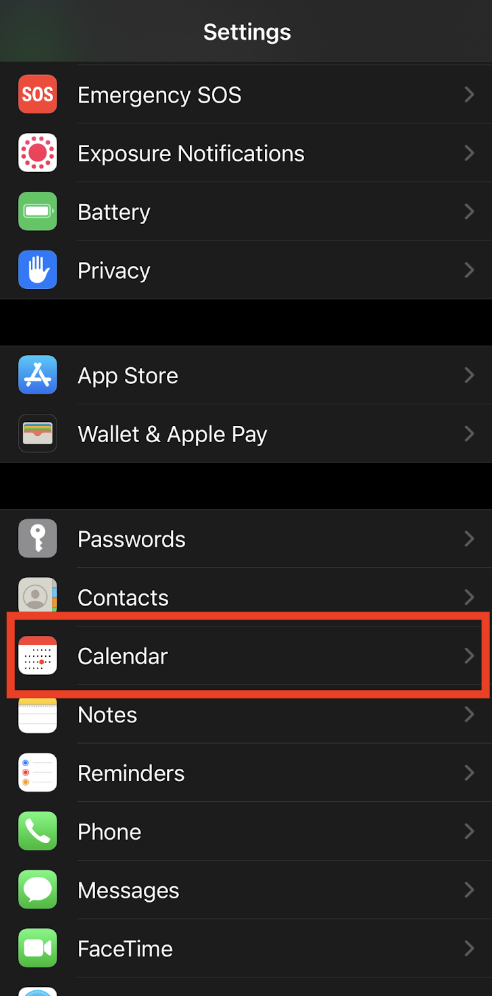 Settings
SOS Emergency SOS
Exposure Notifications
Battery
Privacy
App Store
Wallet & Apple Pay
Passwords
Contacts
Calendar
Notes
Reminders
Phone
Messages
FaceTime